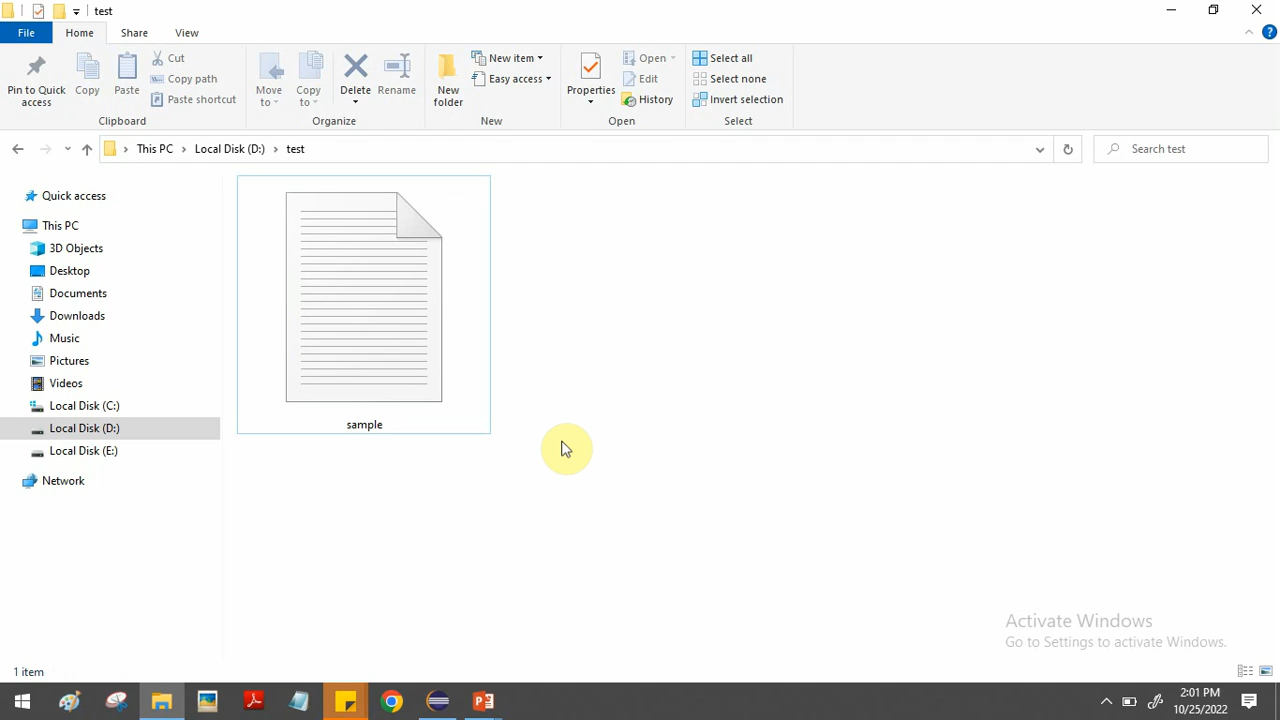 test
File Home Share View
Pin to Quick access
Copy
Paste
Cut
Copy path
Paste shortcut
Clipboard
Move to
Copy to
Delete
Rename
Organize
New folder
New item
Easy access
New
Properties
Open
Edit
History
Open
Select all
Select none
Invert selection
Select
This PC Local Disk (D:) test
Search test
Quick access
This PC
3D Objects
Desktop
Documents
Downloads
Music
Pictures
Videos
Local Disk (C:)
Local Disk (D:)
Local Disk (E:)
Network
sample
Activate Windows
Go to Settings to activate Windows.
1 item
2:01 PM
10/25/2022